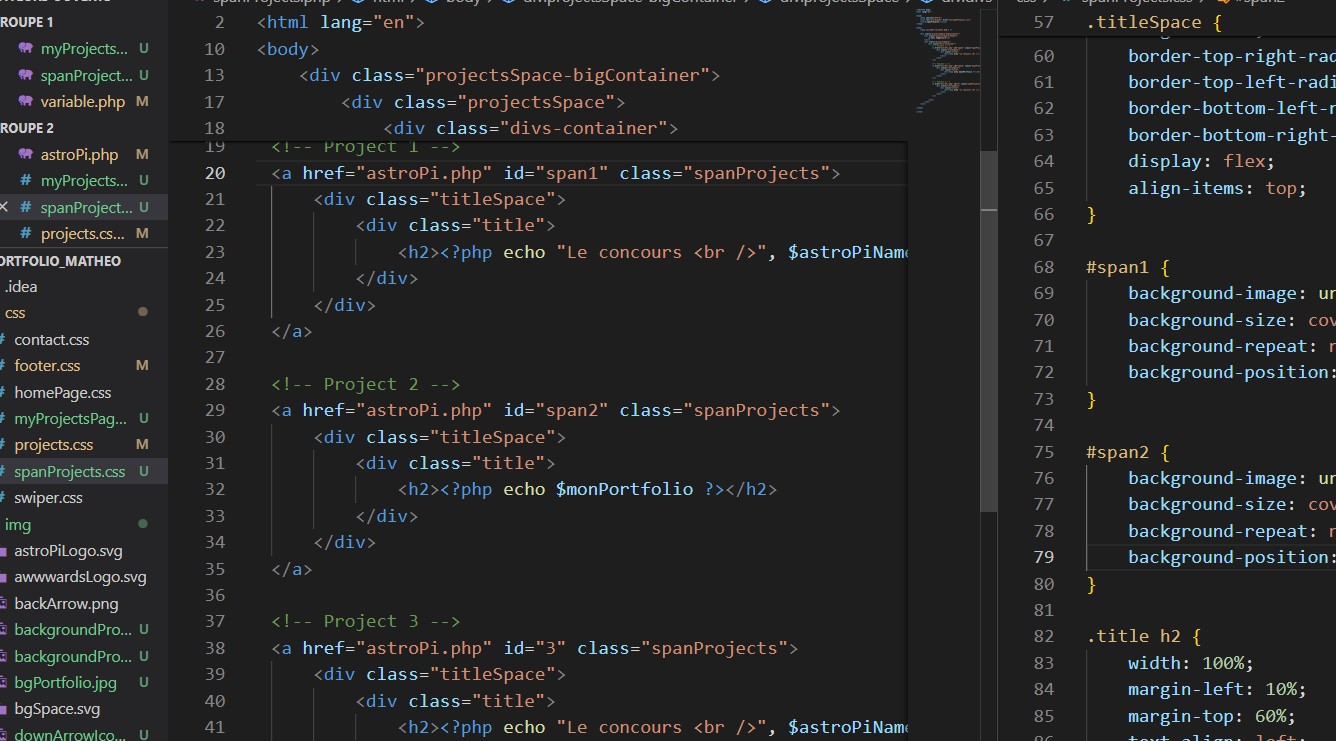 ROUPE 1
myProjects... U
spanProject... U
variable.php M
ROUPE 2
astroPi.php M
myProjects... U
spanProject... U
projects.cs... M
ORTFOLIO_MATHEO
.idea
css
contact.css
footer.css M
homePage.css
myProjectsPag... U
projects.css M
spanProjects.css U
swiper.css
img
astroPiLogo.svg
awwwardsLogo.svg
backArrow.png
backgroundPro... U
backgroundPro... U
bgPortfolio.jpg U
bgSpace.svg
downArrowIco... U
2 <html lang="en">
10 <body>
13 <div class="projectsSpace-bigContainer">
17 <div class="projectsSpace">
18 <div class="divs-container">
19 <!-- Project 1 -->
20 <a href="astroPi.php" id="span1" class="spanProjects">
21 <div class="titleSpace">
22 <div class="title">
23 <h2><?php echo "Le concours <br />", $astroPiName
24 </div>
25 </div>
26 </a>
27
28 <!-- Project 2 -->
29 <a href="astroPi.php" id="span2" class="spanProjects">
30 <div class="titleSpace">
31 <div class="title">
32 <h2><?php echo $monPortfolio ?></h2>
33 </div>
34 </div>
35 </a>
36
37 <!-- Project 3 -->
38 <a href="astroPi.php" id="3" class="spanProjects">
39 <div class="titleSpace">
40 <div class="title">
41 <h2><?php echo "Le concours <br />", $astroPiName
57 .titleSpace {
60 border-top-right-rad
61 border-top-left-radi
62 border-bottom-left-r
63 border-bottom-right-
64 display: flex;
65 align-items: top;
66 }
67
68 #span1 {
69 background-image: ur
70 background-size: cov
71 background-repeat: n
72 background-position:
73 }
74
75 #span2 {
76 background-image: ur
77 background-size: cov
78 background-repeat: n
79 background-position:
80 }
81
82 .title h2 {
83 width: 100%;
84 margin-left: 10%;
85 margin-top: 60%;
86 text-align: left;